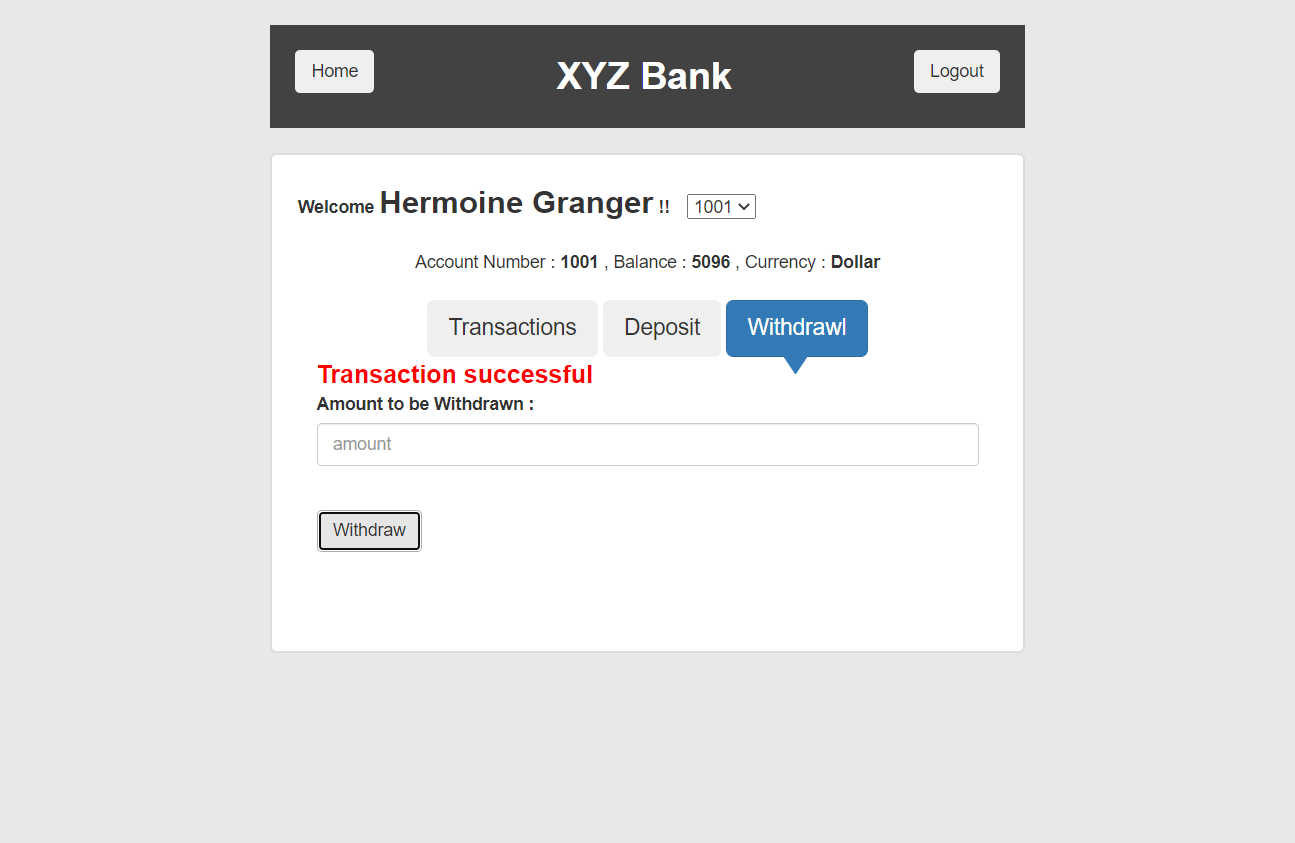 Home
XYZ Bank
Logout
Welcome Hermoine Granger !! 1001
Account Number : 1001 , Balance : 5096 , Currency : Dollar
Transactions
Deposit
Withdrawl
Transaction successful
Amount to be Withdrawn :
amount
Withdraw